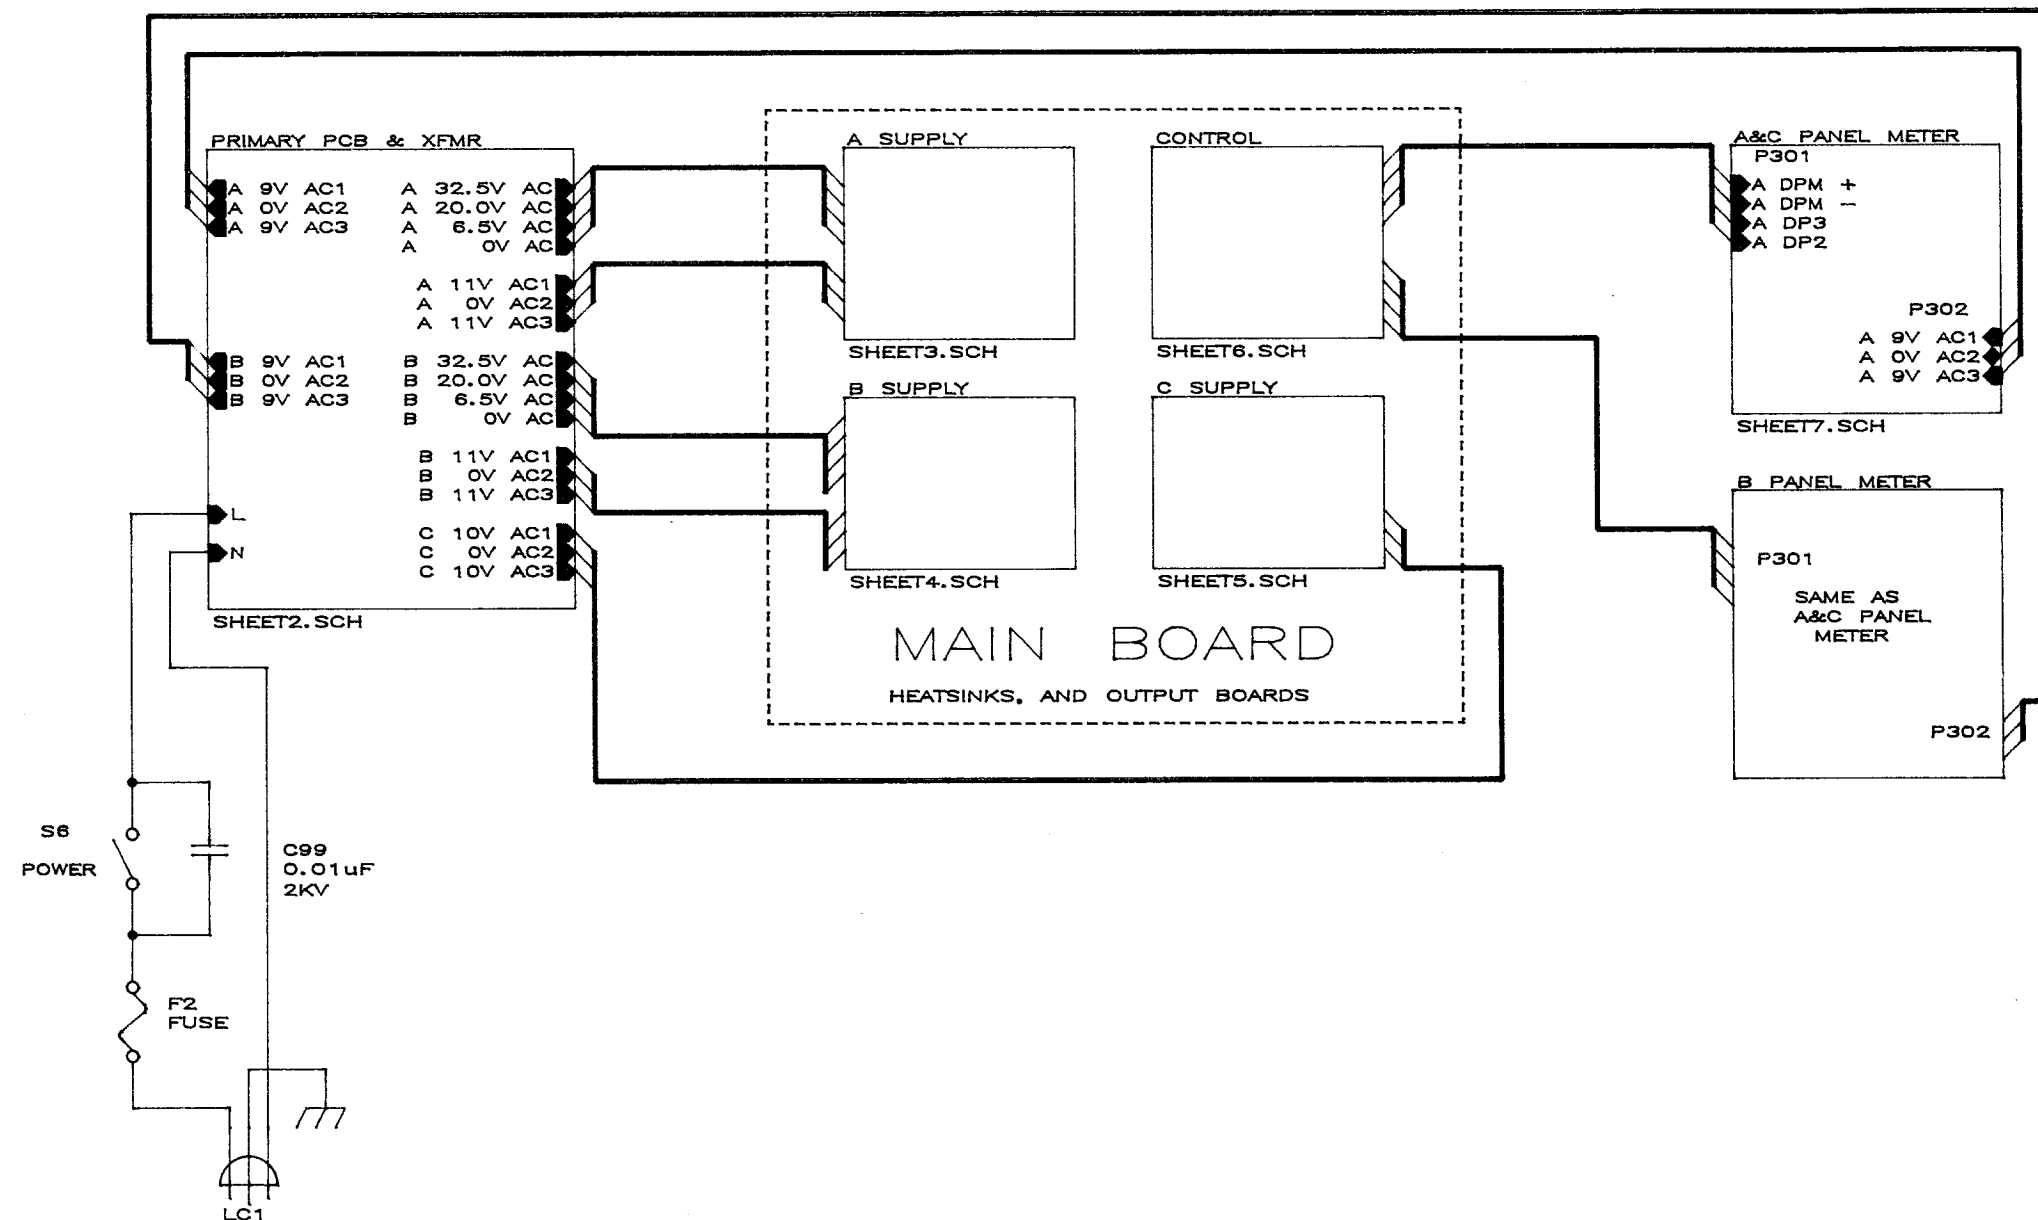 PRIMARY PCB & XFMR
A 9V AC1
A 0V AC2
A 9V AC3
A 32.5V AC
A 20.0V AC
A 6.5V AC
A 0V AC
A 11V AC1
A 0V AC2
A 11V AC3
B 9V AC1
B 0V AC2
B 9V AC3
B 32.5V AC
B 20.0V AC
B 6.5V AC
B 0V AC
B 11V AC1
B 0V AC2
B 11V AC3
L
N
C 10V AC1
C 0V AC2
C 10V AC3
SHEET2.SCH
A SUPPLY
SHEET3.SCH
CONTROL
SHEET6.SCH
B SUPPLY
SHEET4.SCH
C SUPPLY
SHEET5.SCH
MAIN BOARD
HEATSINKS, AND OUTPUT BOARDS
A&C PANEL METER
P301
A DPM +
A DPM -
A DP3
A DP2
P302
A 9V AC1
A 0V AC2
A 9V AC3
SHEET7.SCH
B PANEL METER
P301
SAME AS
A&C PANEL
METER
P302
S6
POWER
C99
0.01uF
2KV
F2
FUSE
LC1